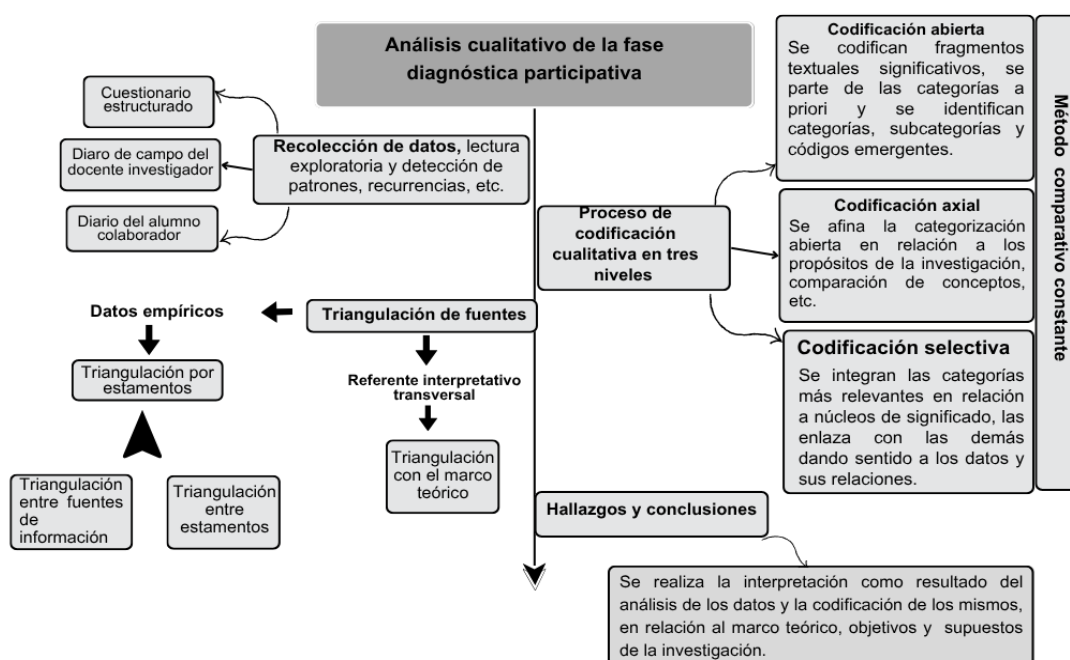 Análisis cualitativo de la fase
diagnóstica participativa
Cuestionario
estructurado
Diaro de campo del
docente investigador
Diario del alumno
colaborador
Recolección de datos, lectura
exploratoria y detección de
patrones, recurrencias, etc.
Proceso de
codificación
cualitativa en tres
niveles
Codificación abierta
Se codifican fragmentos
textuales significativos, se
parte de las categorías a
priori y se identifican
categorías, subcategorías y
códigos emergentes.
Codificación axial
Se afina la categorización
abierta en relación a los
propósitos de la investigación,
comparación de conceptos,
etc.
Codificación selectiva
Se integran las categorías
más relevantes en relación
a núcleos de significado, las
enlaza con las demás
dando sentido a los datos y
sus relaciones.
Método comparativo constante
Triangulación de fuentes
Datos empíricos
Triangulación por
estamentos
Triangulación
entre fuentes
de
información
Triangulación
entre
estamentos
Referente interpretativo
transversal
Triangulación
con el marco
teórico
Hallazgos y conclusiones
Se realiza la interpretación como resultado del
análisis de los datos y la codificación de los mismos,
en relación al marco teórico, objetivos y supuestos
de la investigación.